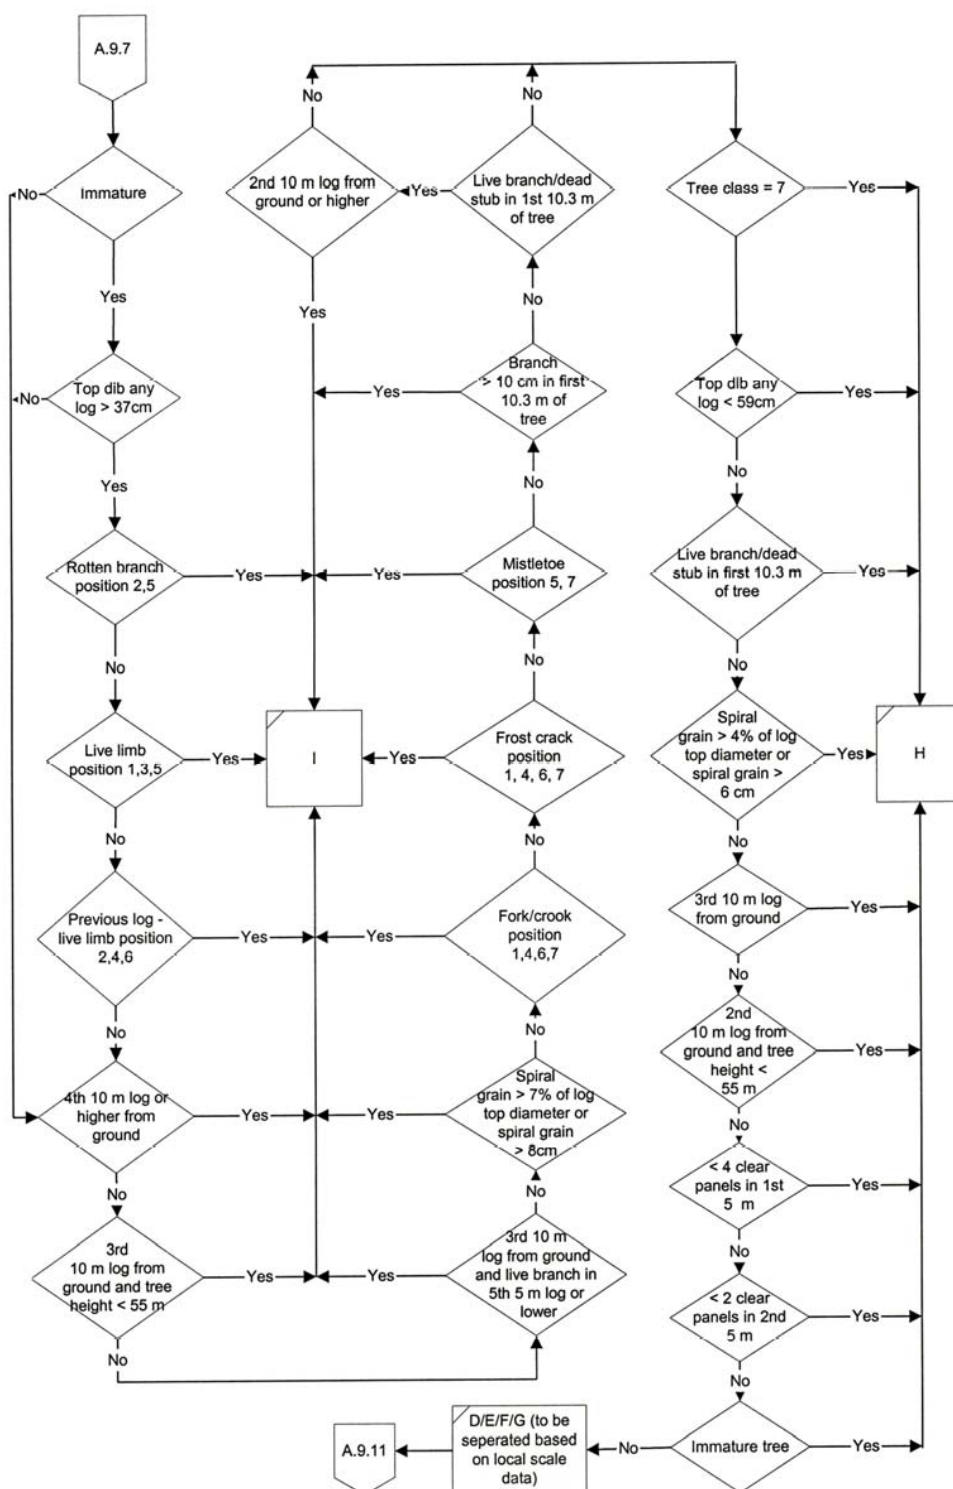 A.9.7
Immature
No
Yes
Top dib any
log > 37cm
No
Yes
Rotten branch
position 2,5
Yes
No
Live limb
position 1,3,5
Yes
No
Previous log -
live limb position
2,4,6
Yes
No
4th 10 m log or
higher from
ground
Yes
No
3rd
10 m log from
ground and tree
height < 55 m
Yes
No
3rd 10 m
log from ground
and live branch in
5th 5 m log or
lower
Yes
No
Spiral
grain > 7% of log
top diameter or
spiral grain
> 8cm
Yes
No
Fork/crook
position
1,4,6,7
Yes
No
Frost crack
position
1, 4, 6, 7
Yes
No
Mistletoe
position 5, 7
Yes
No
Branch
> 10 cm in first
10.3 m of
tree
Yes
No
Live branch/dead
stub in 1st 10.3 m
of tree
Yes
No
2nd 10 m log from
ground or higher
No
Yes
I
Tree class = 7
Yes
Top dib any
log < 59cm
Yes
No
Live branch/dead
stub in first 10.3 m
of tree
Yes
No
Spiral
grain > 4% of log
top diameter or
spiral grain >
6 cm
Yes
H
No
3rd 10 m log
from ground
Yes
No
2nd
10 m log from
ground and tree
height <
55 m
Yes
No
< 4 clear
panels in 1st
5 m
Yes
No
< 2 clear
panels in 2nd
5 m
Yes
No
Immature tree
Yes
No
D/E/F/G (to be
seperated based
on local scale
data)
A.9.11